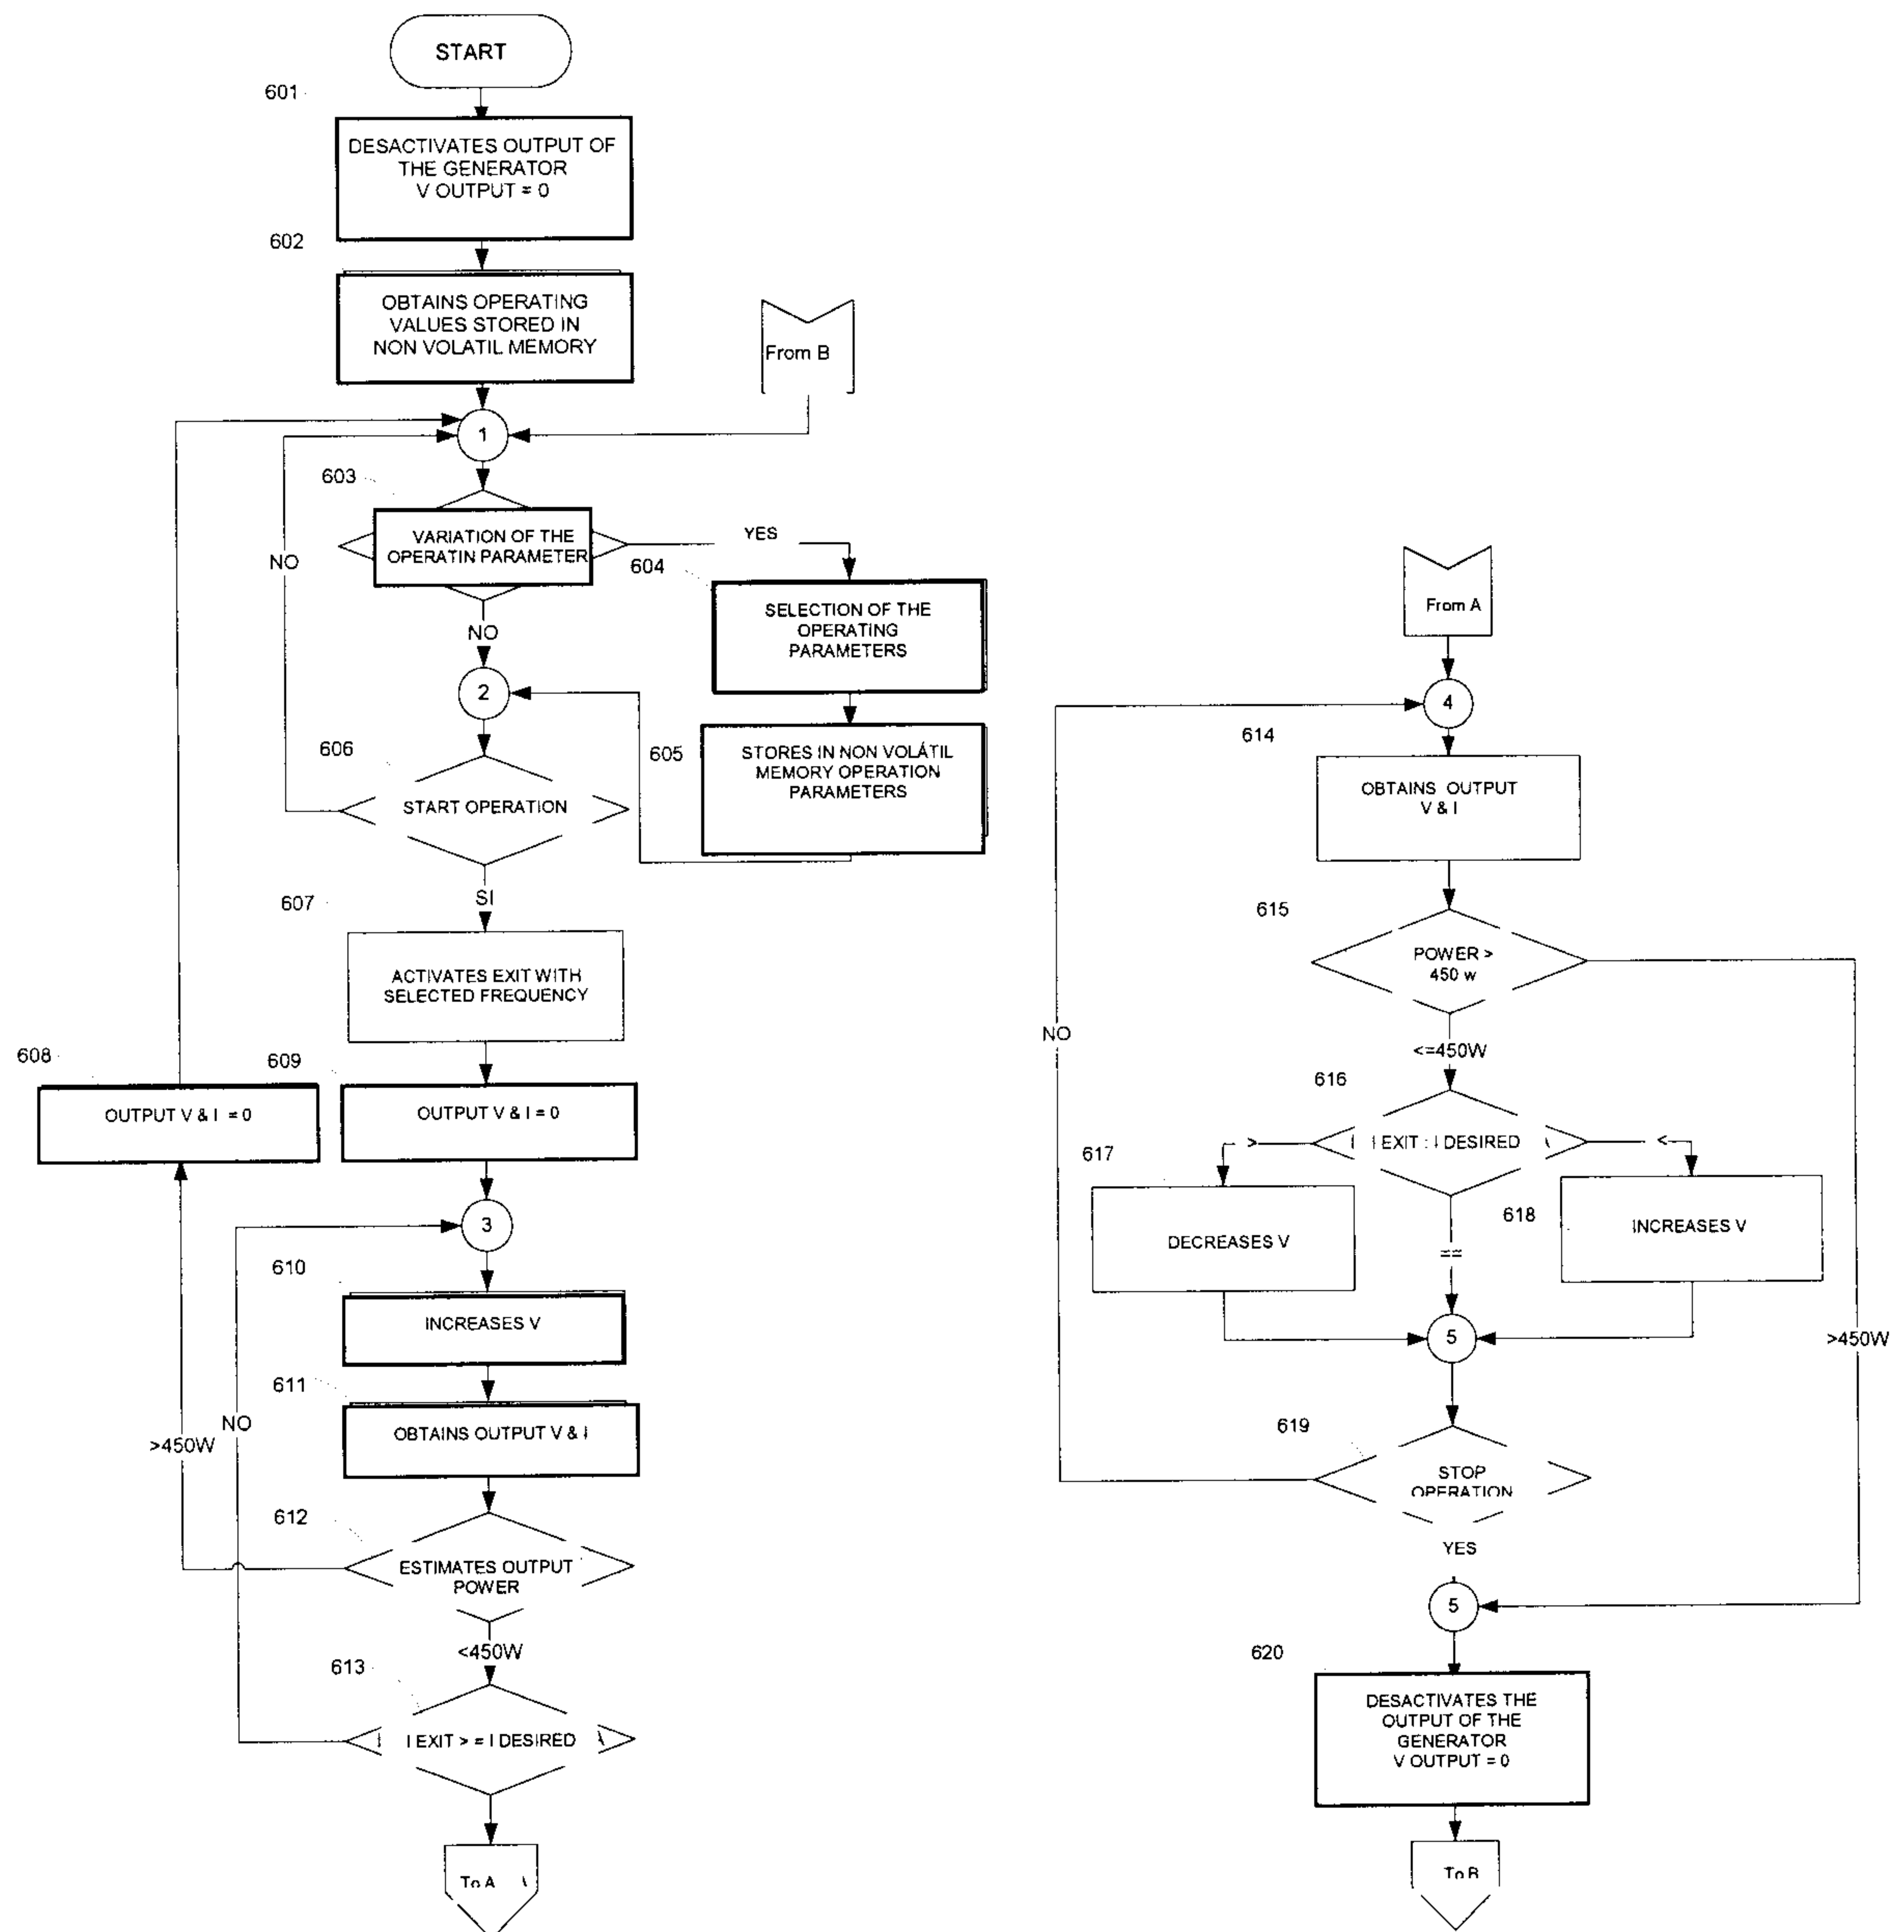 START
601
DESACTIVATES OUTPUT OF
THE GENERATOR
V OUTPUT = 0
602
OBTAINS OPERATING
VALUES STORED IN
NON VOLATIL MEMORY
From B
1
603
VARIATION OF THE
OPERATIN PARAMETER
YES
NO
NO
604
SELECTION OF THE
OPERATING
PARAMETERS
2
605
STORES IN NON VOLÁTIL
MEMORY OPERATION
PARAMETERS
606
START OPERATION
SI
607
ACTIVATES EXIT WITH
SELECTED FREQUENCY
608
OUTPUT V & I = 0
609
OUTPUT V & I = 0
3
610
INCREASES V
611
OBTAINS OUTPUT V & I
NO
>450W
612
ESTIMATES OUTPUT
POWER
<450W
613
I EXIT > = I DESIRED
To A
From A
4
614
OBTAINS OUTPUT
V & I
615
POWER >
450 w
NO
<=450W
616
I EXIT : I DESIRED
>
<
617
DECREASES V
618
INCREASES V
==
5
>450W
619
STOP
OPERATION
YES
5
620
DESACTIVATES THE
OUTPUT OF THE
GENERATOR
V OUTPUT = 0
To B